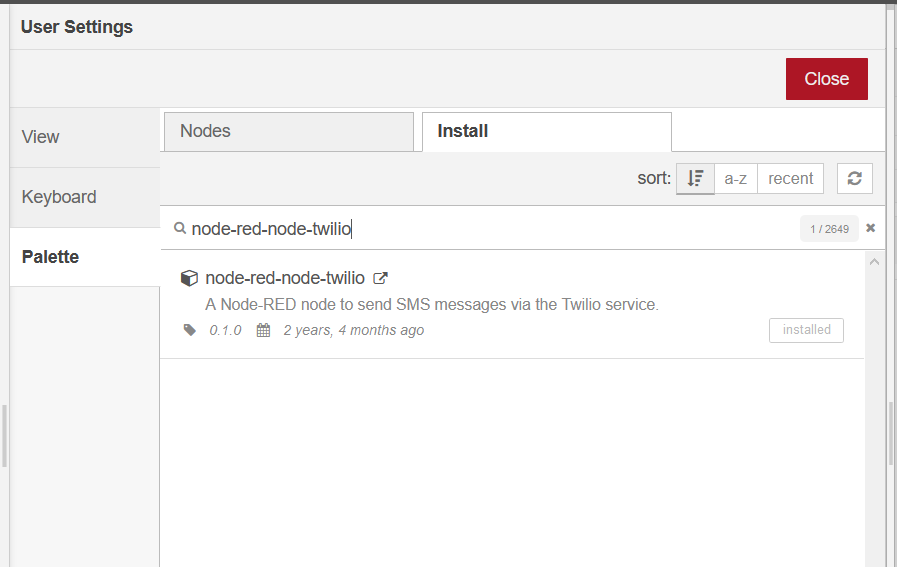 User Settings
Close
View
Keyboard
Palette
Nodes
Install
sort: a-z recent
node-red-node-twilio
1 / 2649
node-red-node-twilio
A Node-RED node to send SMS messages via the Twilio service.
0.1.0 2 years, 4 months ago
installed